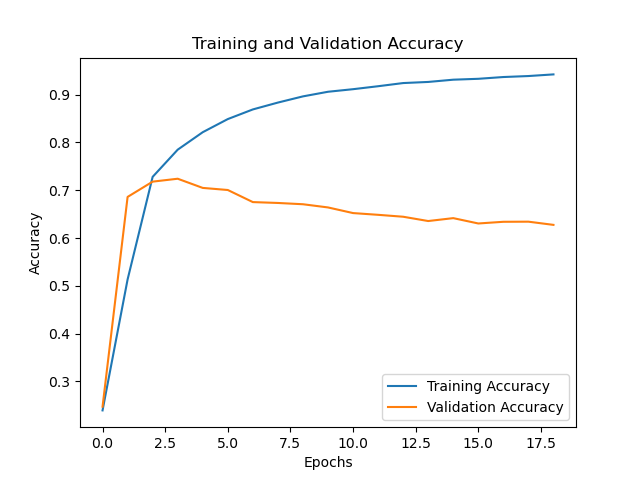 Training and Validation Accuracy
Accuracy
0.9
0.8
0.7
0.6
0.5
0.4
0.3
Training Accuracy
Validation Accuracy
0.0 2.5 5.0 7.5 10.0 12.5 15.0 17.5
Epochs